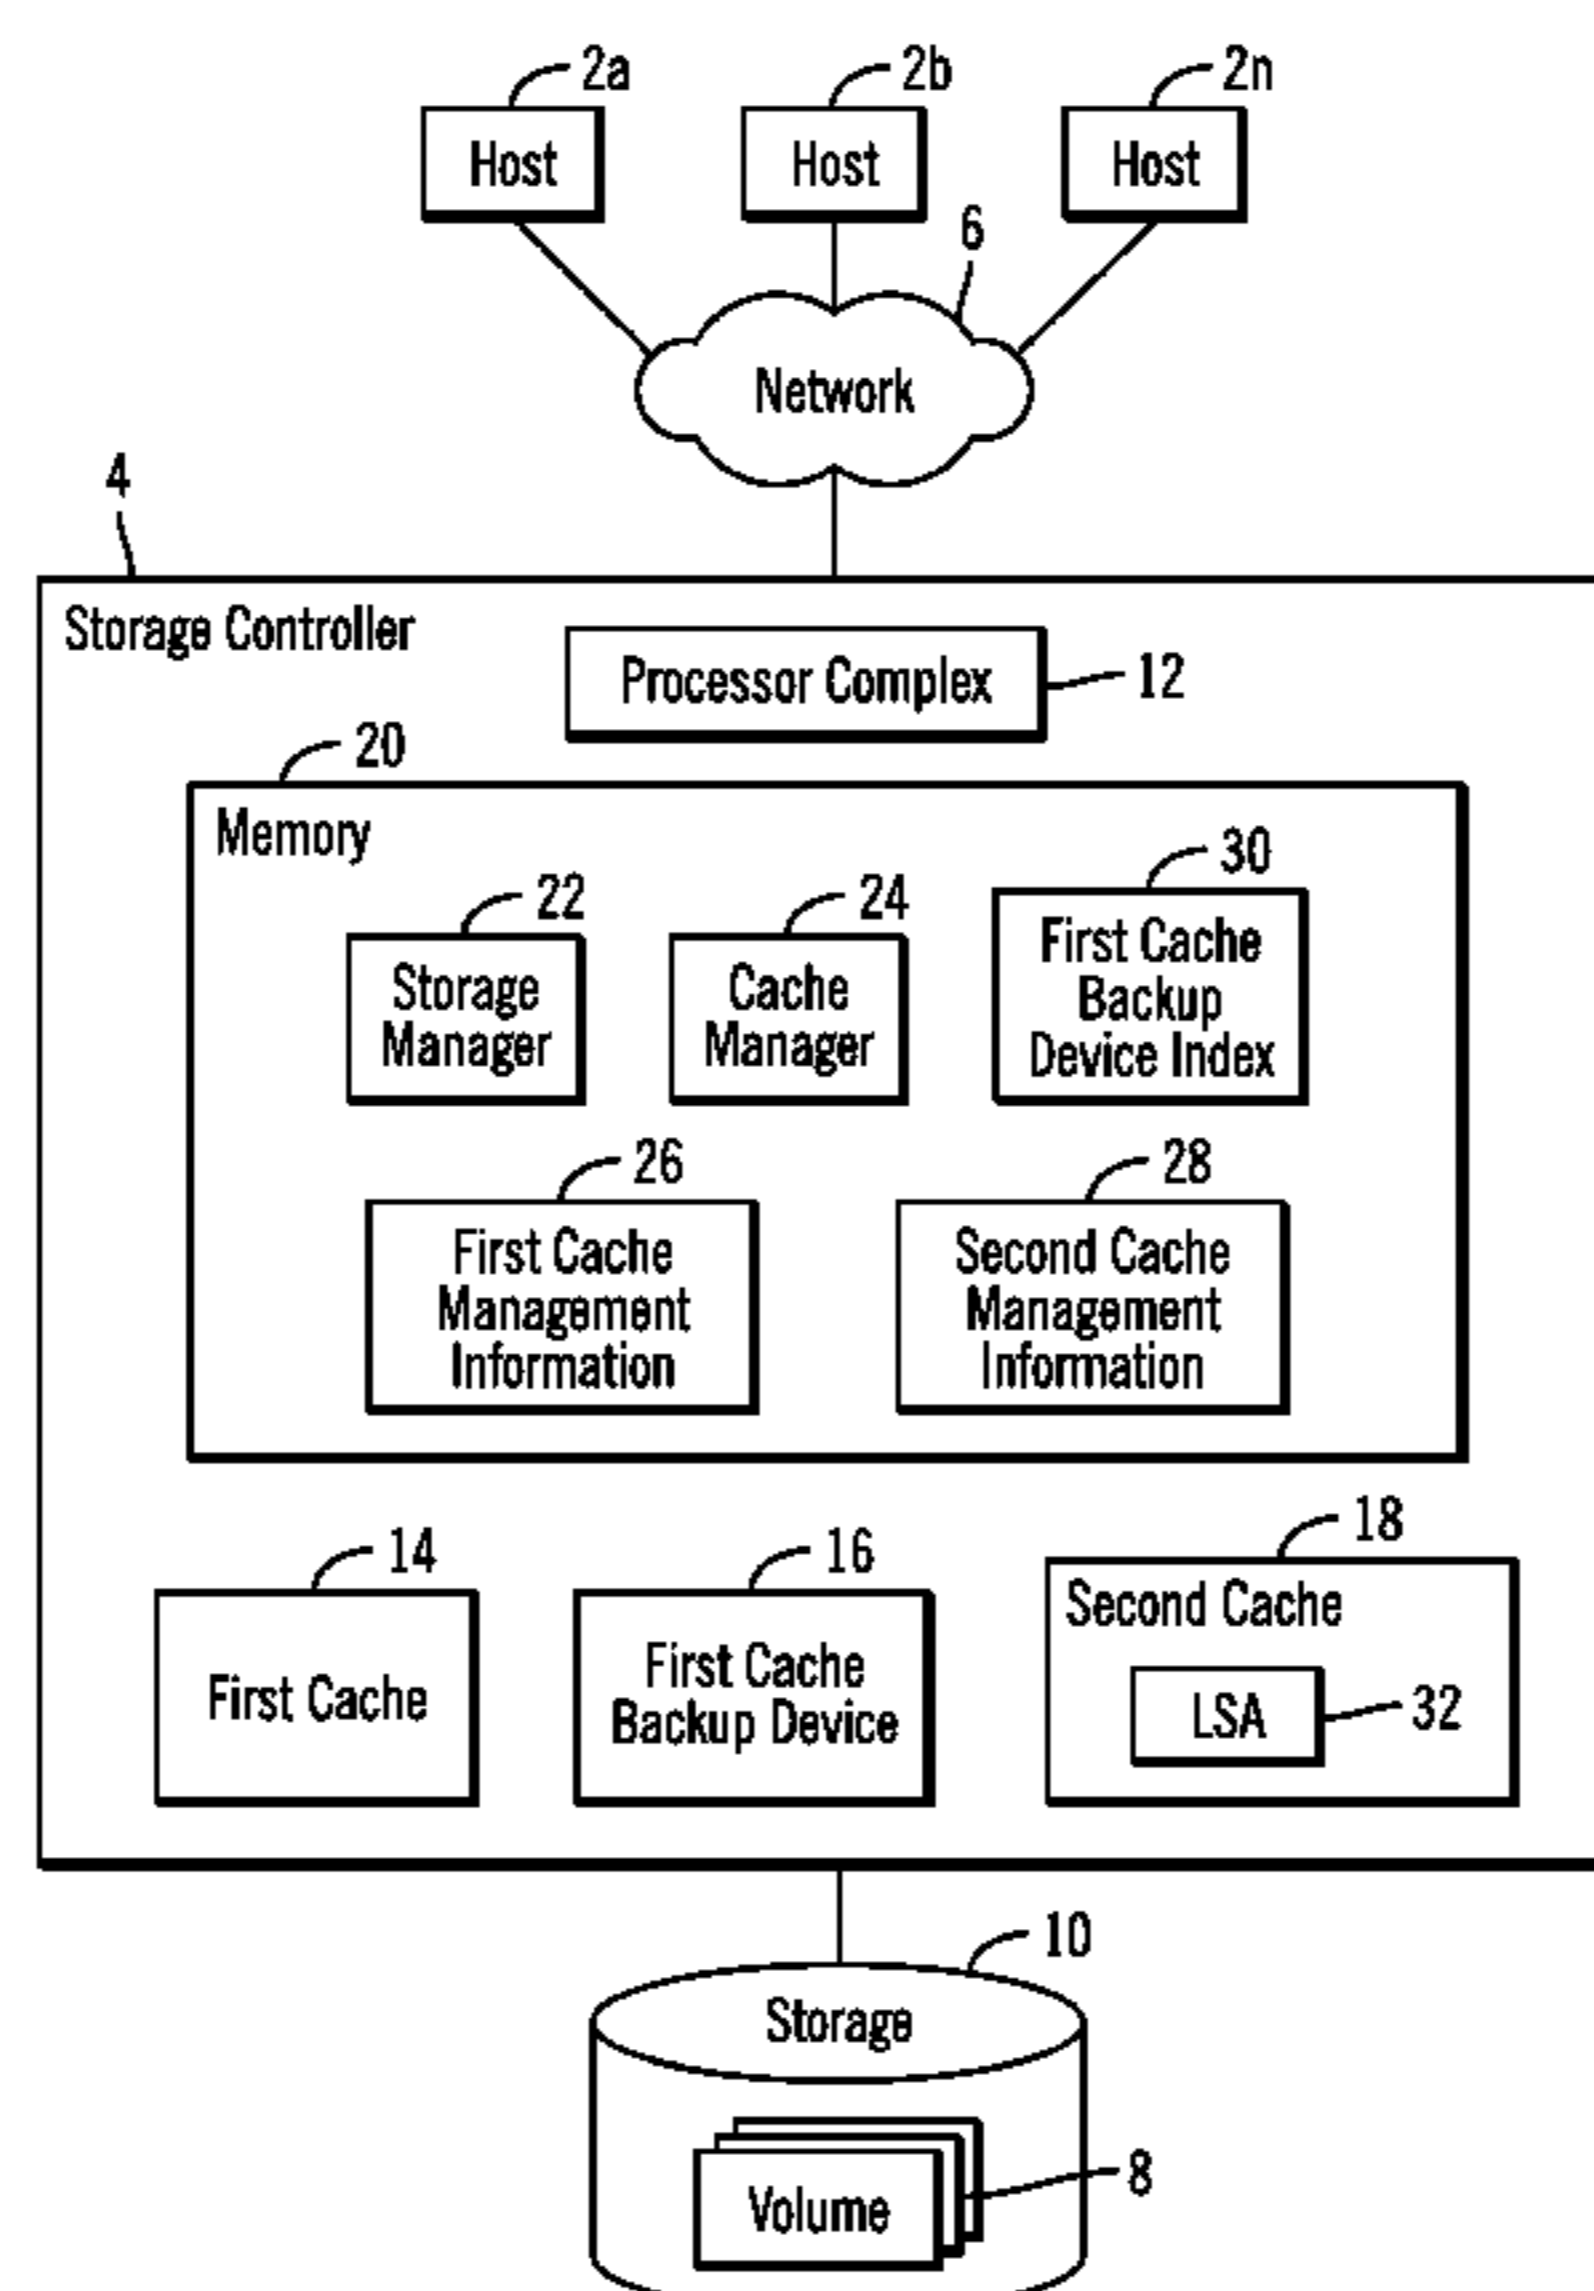 2a
2b
2n
Host
Host
Host
6
Network
4
Storage Controller
Processor Complex
12
20
Memory
22
24
30
Storage
Manager
Cache
Manager
First Cache
Backup
Device Index
26
28
First Cache
Management
Information
Second Cache
Management
Information
14
16
18
First Cache
First Cache
Backup Device
Second Cache
LSA
32
10
Storage
Volume
8